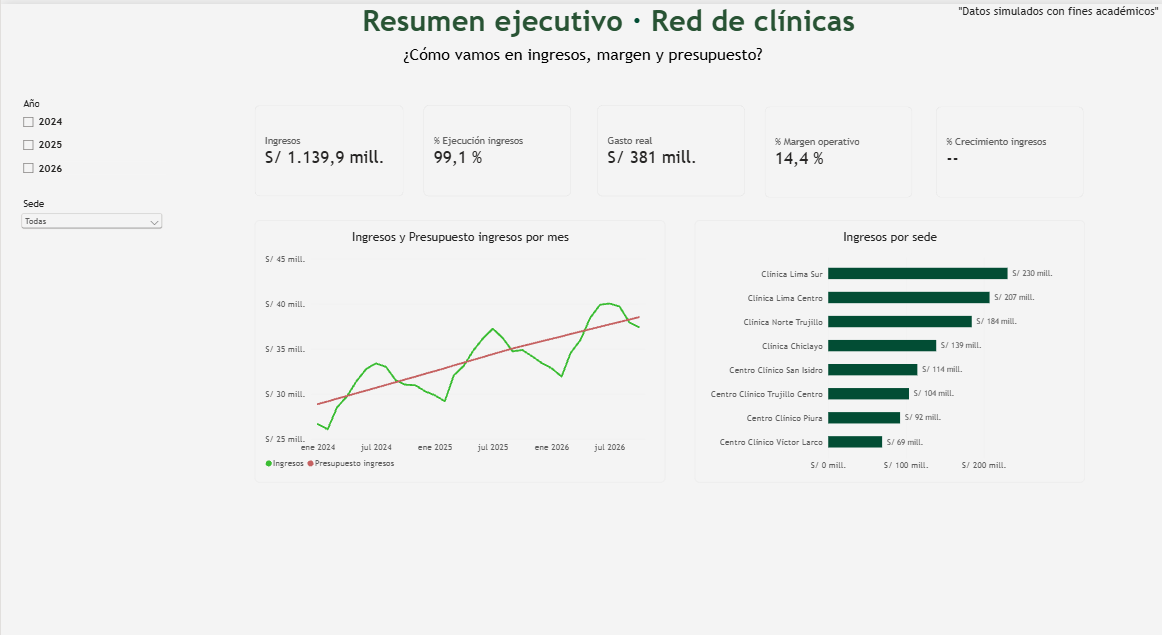 Resumen ejecutivo · Red de clínicas
"Datos simulados con fines académicos"
¿Cómo vamos en ingresos, margen y presupuesto?
Año
2024
2025
2026
Sede
Todas
Ingresos
S/ 1.139,9 mill.
% Ejecución ingresos
99,1 %
Gasto real
S/ 381 mill.
% Margen operativo
14,4 %
% Crecimiento ingresos
--
Ingresos y Presupuesto ingresos por mes
S/ 45 mill.
S/ 40 mill.
S/ 35 mill.
S/ 30 mill.
S/ 25 mill.
ene 2024 jul 2024 ene 2025 jul 2025 ene 2026 jul 2026
Ingresos Presupuesto ingresos
Ingresos por sede
Clínica Lima Sur S/ 230 mill.
Clínica Lima Centro S/ 207 mill.
Clínica Norte Trujillo S/ 184 mill.
Clínica Chiclayo S/ 139 mill.
Centro Clínico San Isidro S/ 114 mill.
Centro Clínico Trujillo Centro S/ 104 mill.
Centro Clínico Piura S/ 92 mill.
Centro Clínico Víctor Larco S/ 69 mill.
S/ 0 mill. S/ 100 mill. S/ 200 mill.